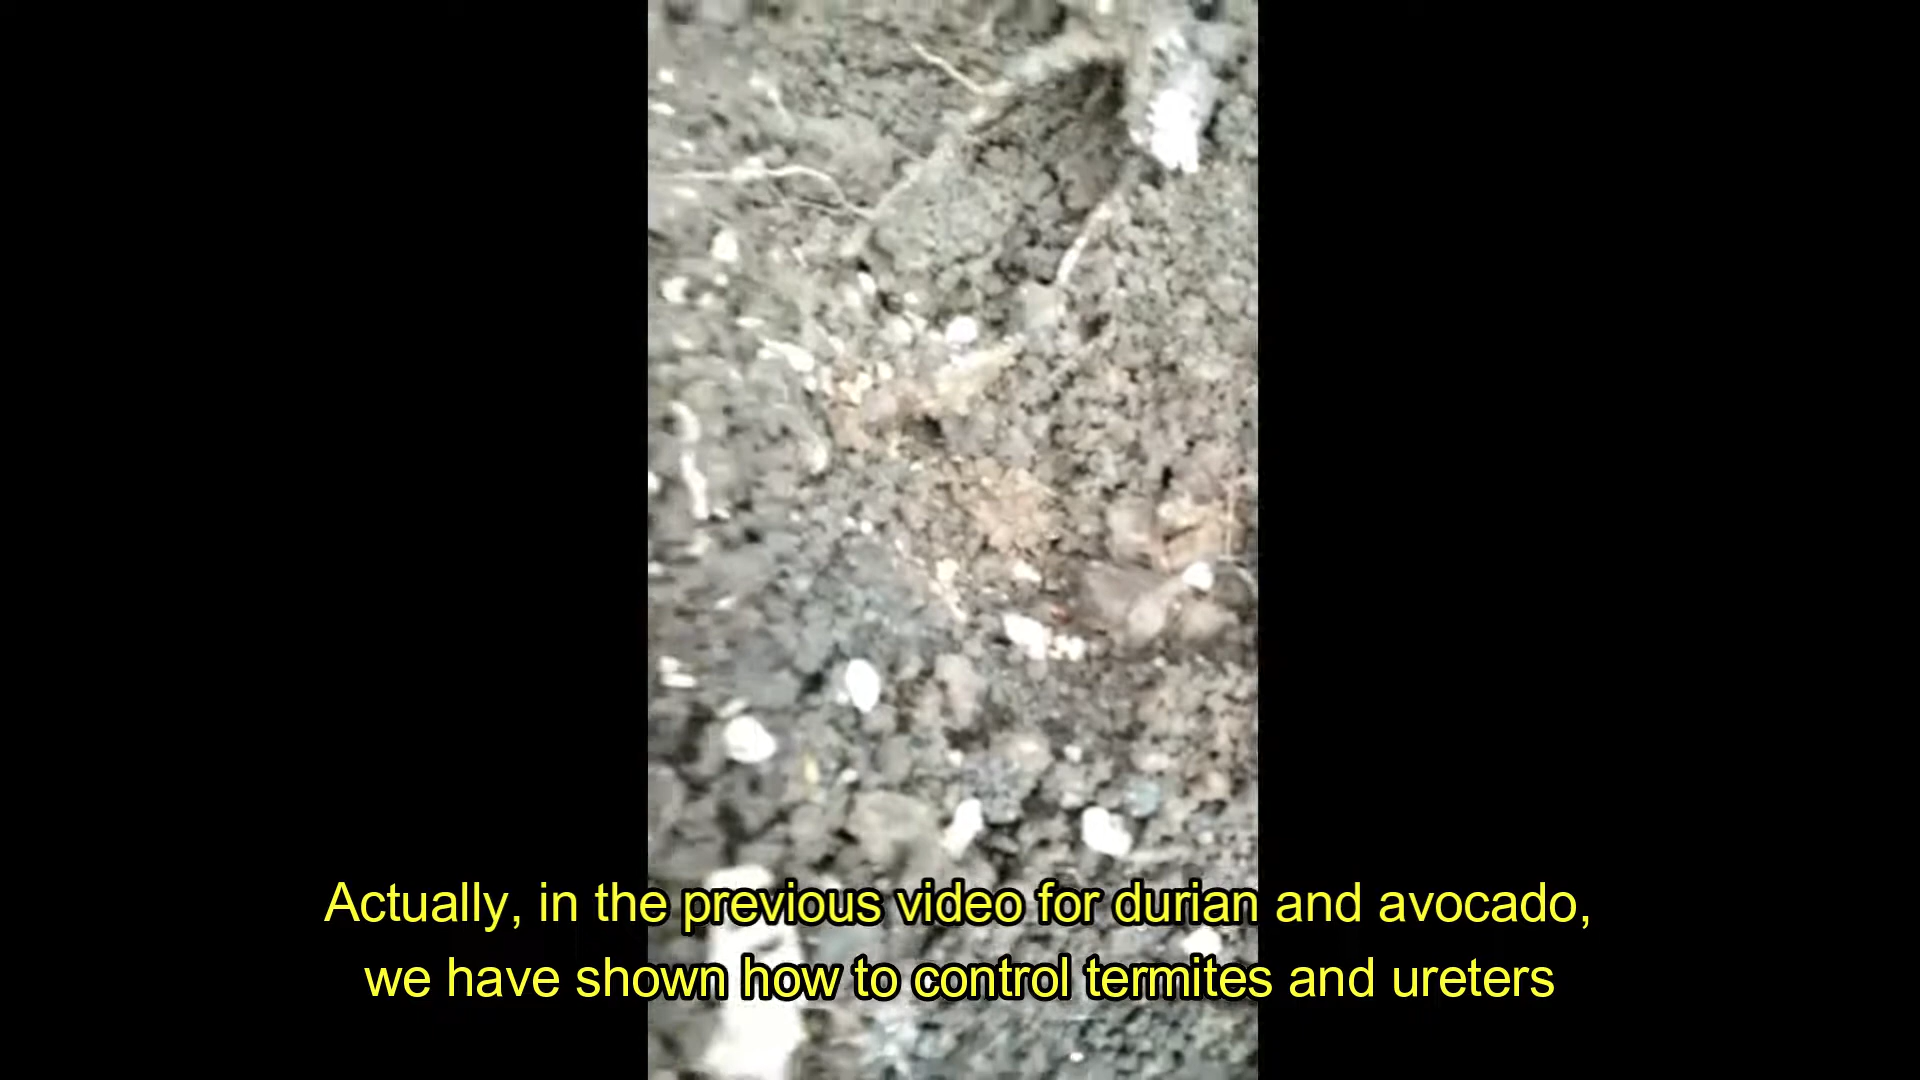 Actually, in the previous video for durian and avocado,
we have shown how to control termites and ureters